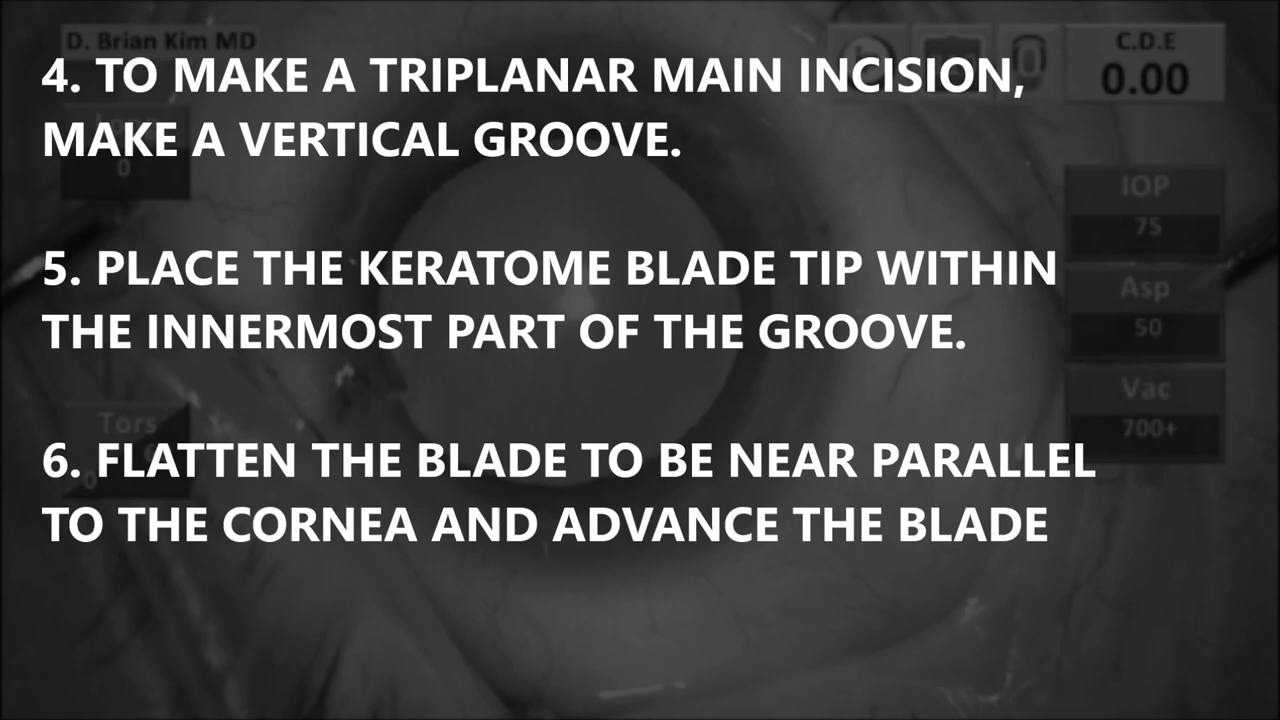 D. Brian Kim MD
C.D.E
0.00
4. TO MAKE A TRIPLANAR MAIN INCISION,
MAKE A VERTICAL GROOVE.
0
IOP
75
5. PLACE THE KERATOME BLADE TIP WITHIN
THE INNERMOST PART OF THE GROOVE.
Asp
50
Vac
700+
Tors
0
6. FLATTEN THE BLADE TO BE NEAR PARALLEL
TO THE CORNEA AND ADVANCE THE BLADE